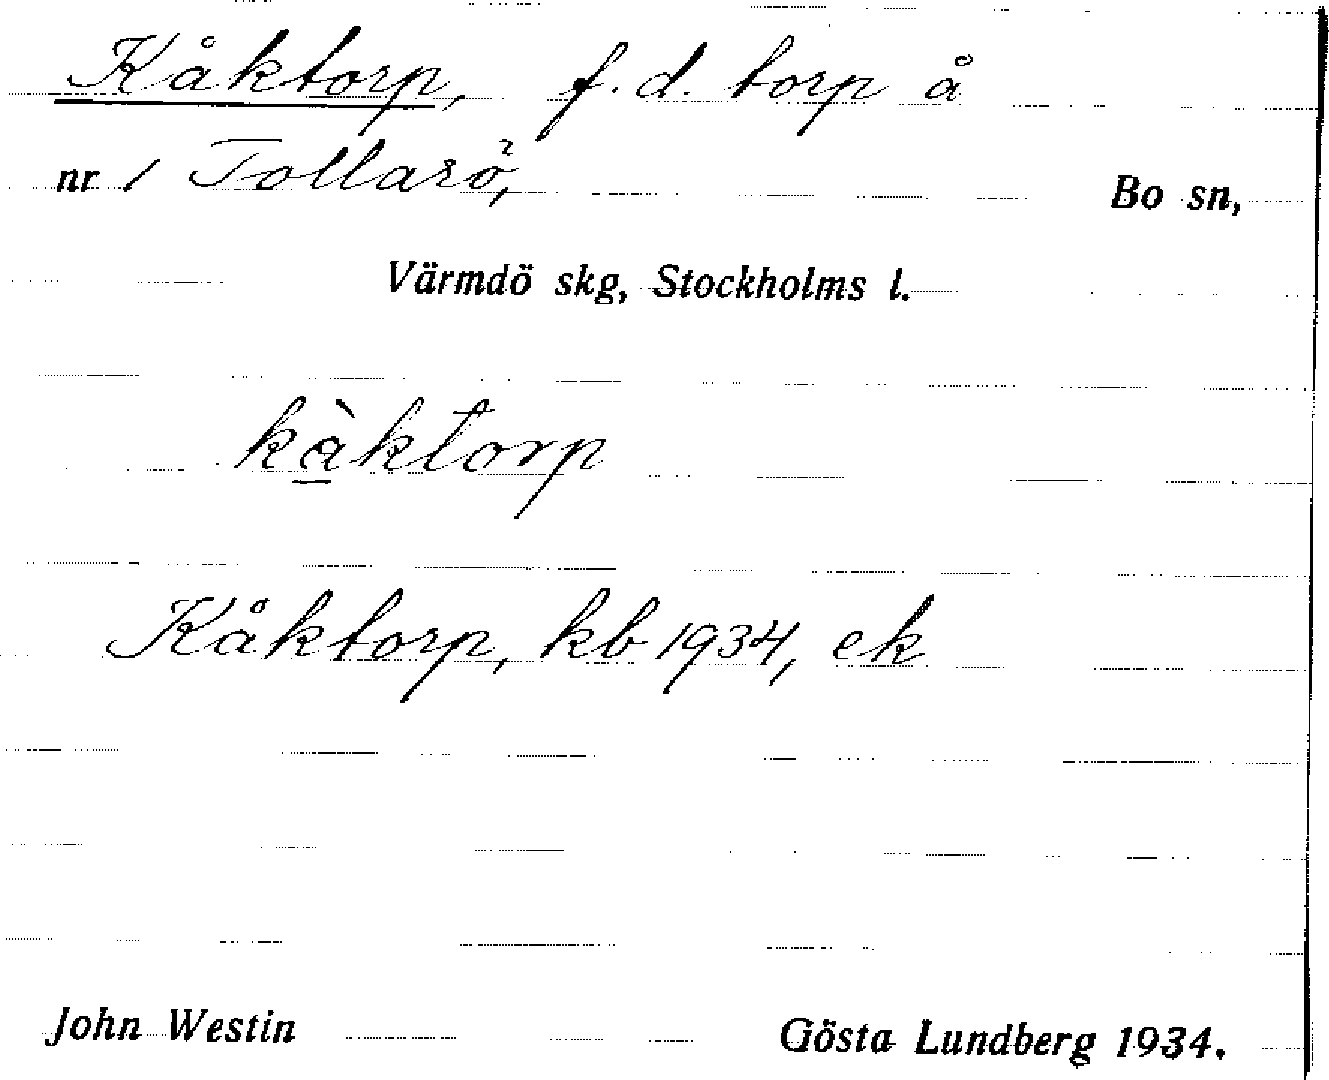 Kåktorp, f.d. torp å
nr 1 Tollarö, Bo sn,
Värmdö skg, Stockholms l.
kàktorp
Kåktorp, kb 1934, ek
John Westin Gösta Lundberg 1934.